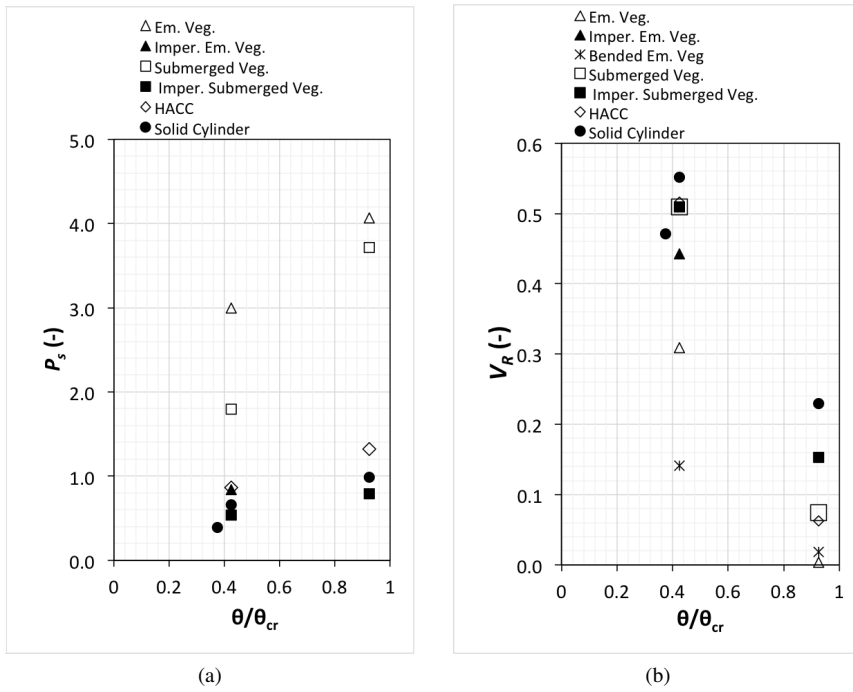 Em. Veg.
Imper. Em. Veg.
Submerged Veg.
Imper. Submerged Veg.
HACC
Solid Cylinder
5.0
4.0
3.0
2.0
1.0
0.0
P_s (-)
0 0.2 0.4 0.6 0.8 1
θ/θcr
(a)
Em. Veg.
Imper. Em. Veg.
Bended Em. Veg
Submerged Veg.
Imper. Submerged Veg.
HACC
Solid Cylinder
0.6
0.5
0.4
0.3
0.2
0.1
0.0
V_R (-)
0 0.2 0.4 0.6 0.8 1
θ/θcr
(b)